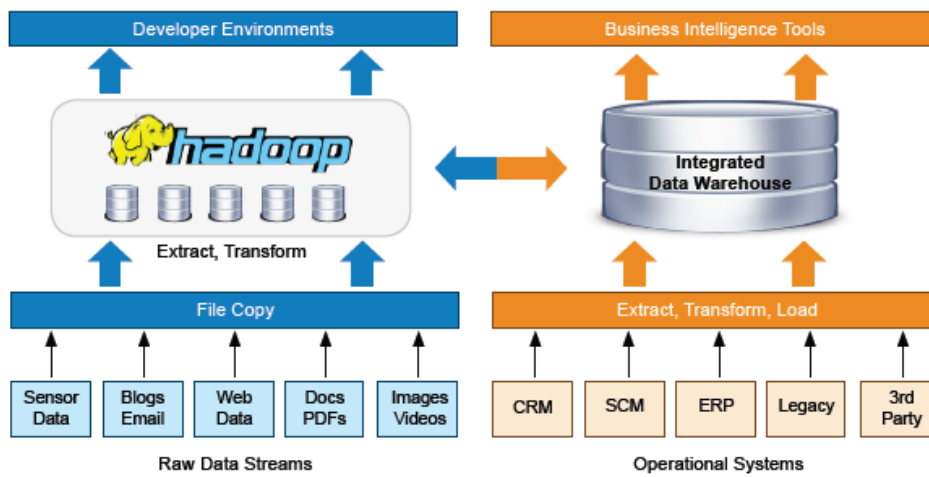 Developer Environments
Business Intelligence Tools
hadoop
Integrated
Data Warehouse
Extract, Transform
File Copy
Extract, Transform, Load
Sensor
Data
Blogs
Email
Web
Data
Docs
PDFs
Images
Videos
CRM
SCM
ERP
Legacy
3rd
Party
Raw Data Streams
Operational Systems